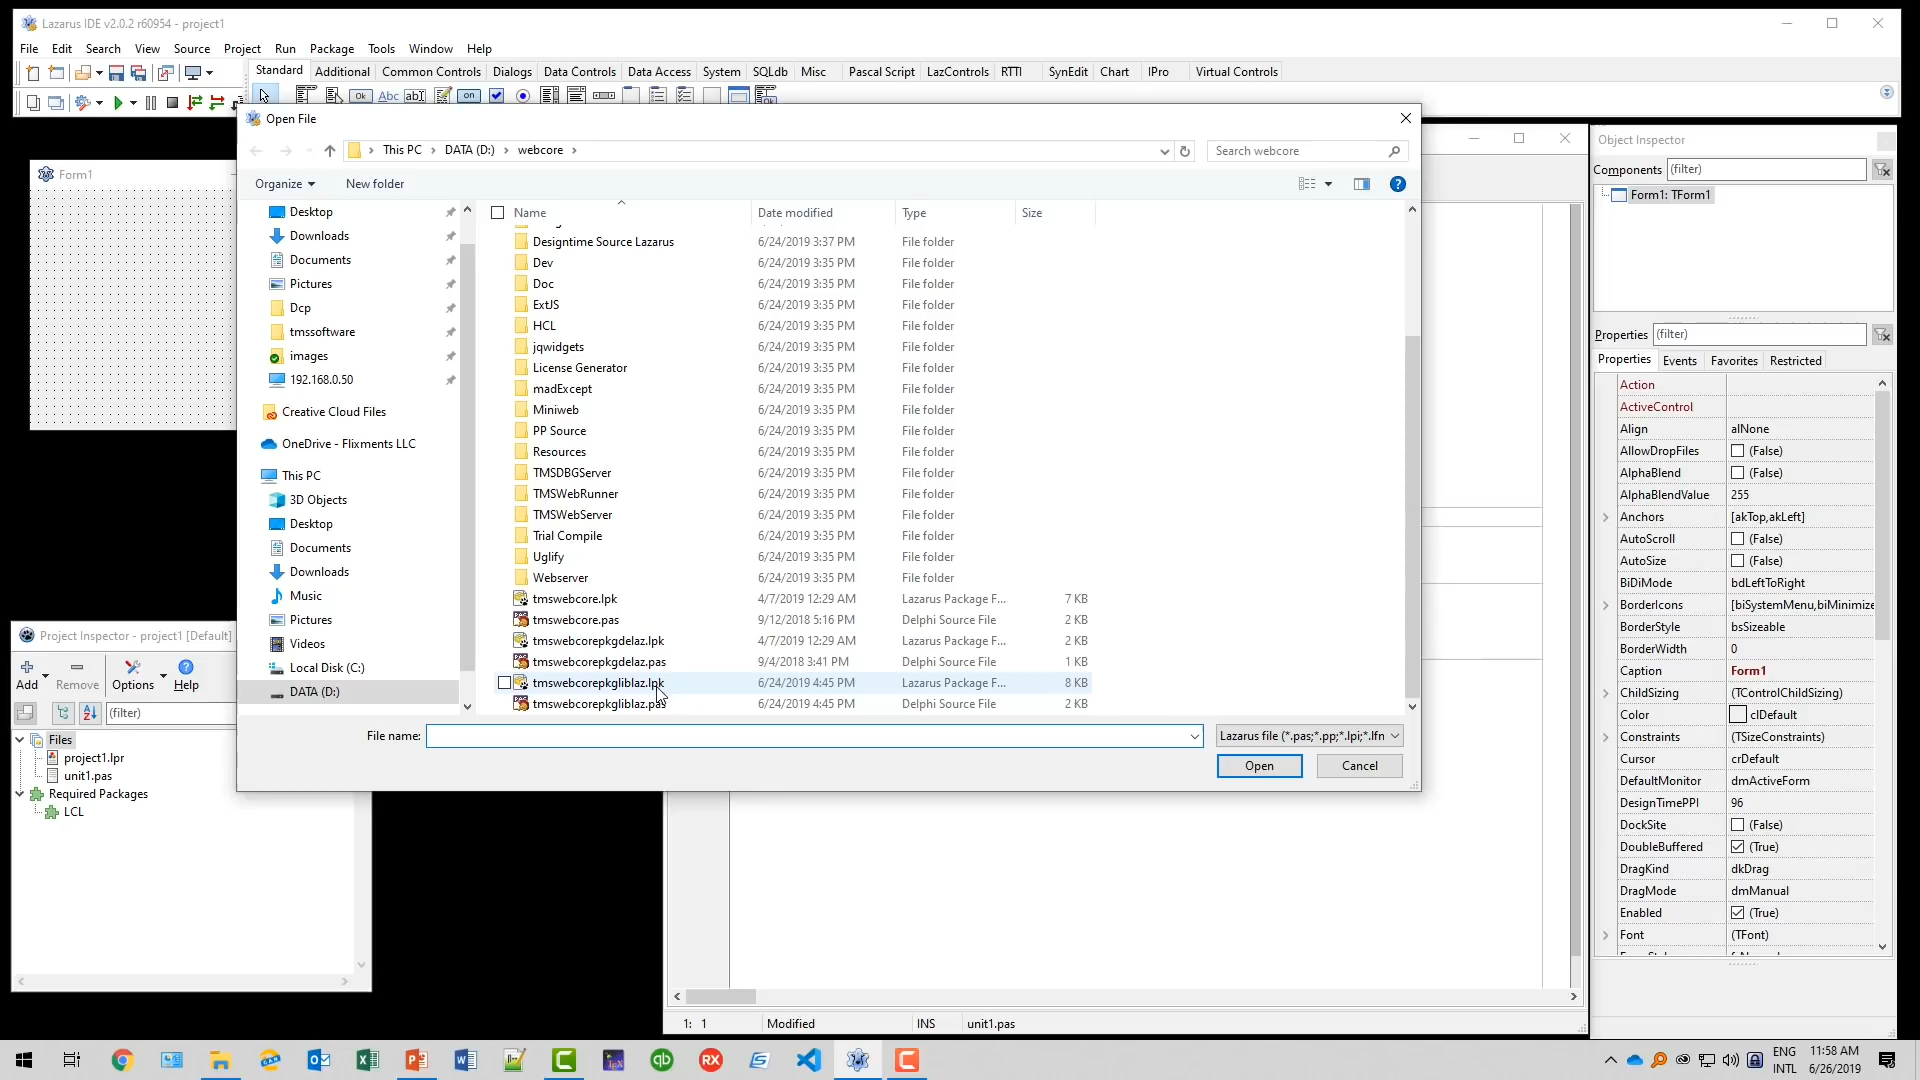 Lazarus IDE v2.0.2 r60954 - project1
File Edit Search View Source Project Run Package Tools Window Help
Standard Additional Common Controls Dialogs Data Controls Data Access System SQLdb Misc Pascal Script LazControls RTTI SynEdit Chart IPro Virtual Controls
Ok Abc abI on
Open File
This PC DATA (D:) webcore
Search webcore
Organize New folder
Name Date modified Type Size
Desktop
Downloads
Documents
Pictures
Dcp
tmssoftware
images
192.168.0.50
Creative Cloud Files
OneDrive - Flixments LLC
This PC
3D Objects
Desktop
Documents
Downloads
Music
Pictures
Videos
Local Disk (C:)
DATA (D:)
Designtime Source Lazarus 6/24/2019 3:37 PM File folder
Dev 6/24/2019 3:35 PM File folder
Doc 6/24/2019 3:35 PM File folder
ExtJS 6/24/2019 3:35 PM File folder
HCL 6/24/2019 3:35 PM File folder
jqwidgets 6/24/2019 3:35 PM File folder
License Generator 6/24/2019 3:35 PM File folder
madExcept 6/24/2019 3:35 PM File folder
Miniweb 6/24/2019 3:35 PM File folder
PP Source 6/24/2019 3:35 PM File folder
Resources 6/24/2019 3:35 PM File folder
TMSDBGServer 6/24/2019 3:35 PM File folder
TMSWebRunner 6/24/2019 3:35 PM File folder
TMSWebServer 6/24/2019 3:35 PM File folder
Trial Compile 6/24/2019 3:35 PM File folder
Uglify 6/24/2019 3:35 PM File folder
Webserver 6/24/2019 3:35 PM File folder
tmswebcore.lpk 4/7/2019 12:29 AM Lazarus Package F... 7 KB
tmswebcore.pas 9/12/2018 5:16 PM Delphi Source File 2 KB
tmswebcorepkgdelaz.lpk 4/7/2019 12:29 AM Lazarus Package F... 2 KB
tmswebcorepkgdelaz.pas 9/4/2018 3:41 PM Delphi Source File 1 KB
tmswebcorepkgliblaz.lpk 6/24/2019 4:45 PM Lazarus Package F... 8 KB
tmswebcorepkgliblaz.pas 6/24/2019 4:45 PM Delphi Source File 2 KB
File name:
Lazarus file (*.pas;*.pp;*.lpi;*.lfn
Open Cancel
Form1
Project Inspector - project1 [Default]
Add Remove Options Help
(filter)
Files
project1.lpr
unit1.pas
Required Packages
LCL
Object Inspector
Components (filter)
Form1: TForm1
Properties (filter)
Properties Events Favorites Restricted
Action
ActiveControl
Align alNone
AllowDropFiles (False)
AlphaBlend (False)
AlphaBlendValue 255
Anchors [akTop,akLeft]
AutoScroll (False)
AutoSize (False)
BiDiMode bdLeftToRight
BorderIcons [biSystemMenu,biMinimize
BorderStyle bsSizeable
BorderWidth 0
Caption Form1
ChildSizing (TControlChildSizing)
Color clDefault
Constraints (TSizeConstraints)
Cursor crDefault
DefaultMonitor dmActiveForm
DesignTimePPI 96
DockSite (False)
DoubleBuffered (True)
DragKind dkDrag
DragMode dmManual
Enabled (True)
Font (TFont)
1: 1 Modified INS unit1.pas
ENG
INTL
11:58 AM
6/26/2019